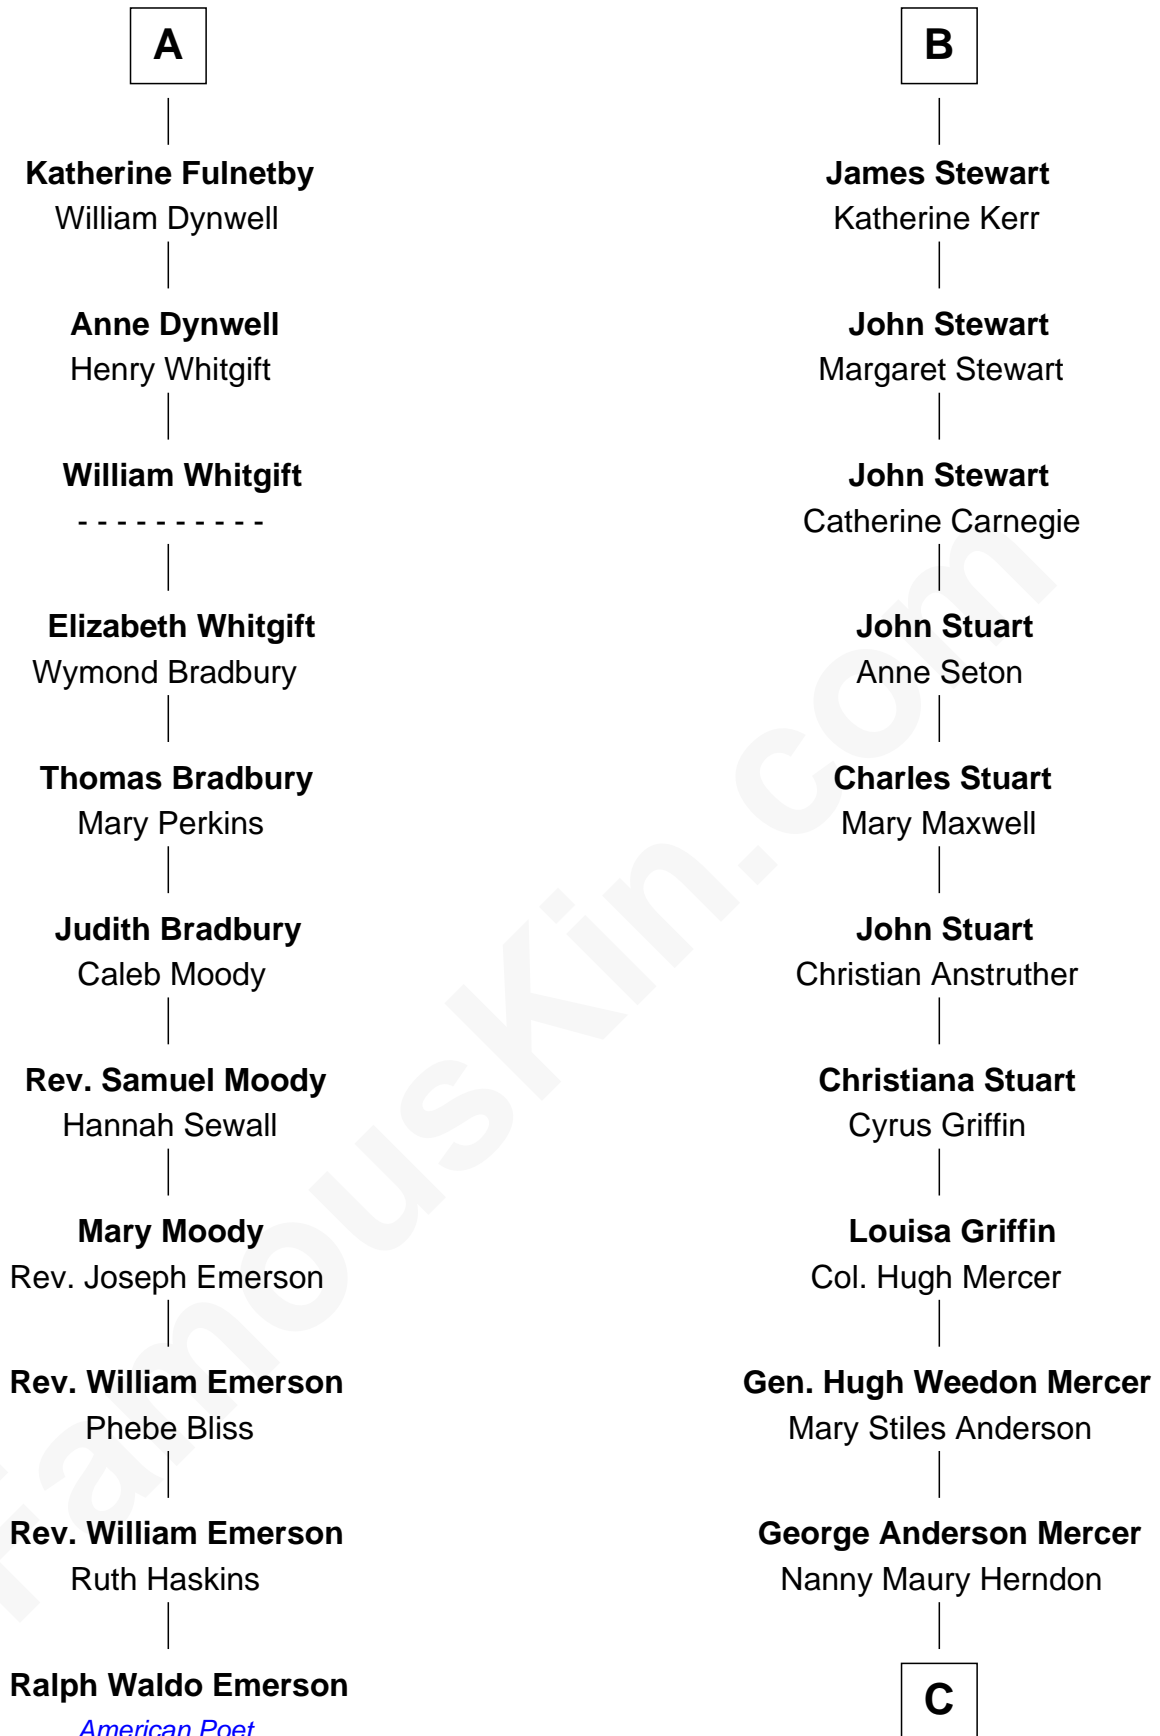 A
Katherine Fulnetby
William Dynwell
Anne Dynwell
Henry Whitgift
William Whitgift
- - - - - - - - - -
Elizabeth Whitgift
Wymond Bradbury
Thomas Bradbury
Mary Perkins
Judith Bradbury
Caleb Moody
Rev. Samuel Moody
Hannah Sewall
Mary Moody
Rev. Joseph Emerson
Rev. William Emerson
Phebe Bliss
Rev. William Emerson
Ruth Haskins
Ralph Waldo Emerson
American Poet
B
James Stewart
Katherine Kerr
John Stewart
Margaret Stewart
John Stewart
Catherine Carnegie
John Stuart
Anne Seton
Charles Stuart
Mary Maxwell
John Stuart
Christian Anstruther
Christiana Stuart
Cyrus Griffin
Louisa Griffin
Col. Hugh Mercer
Gen. Hugh Weedon Mercer
Mary Stiles Anderson
George Anderson Mercer
Nanny Maury Herndon
C
FamousKin.com